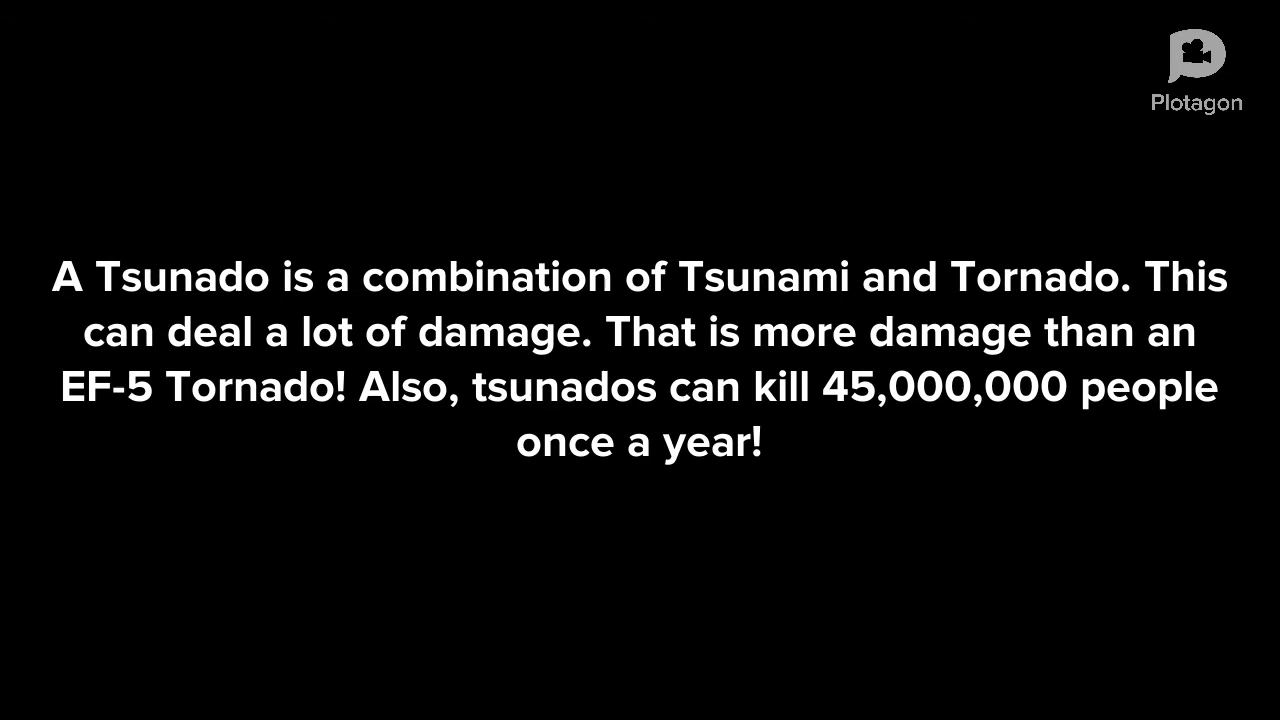 Plotagon
A Tsunado is a combination of Tsunami and Tornado. This
can deal a lot of damage. That is more damage than an
EF-5 Tornado! Also, tsunados can kill 45,000,000 people
once a year!